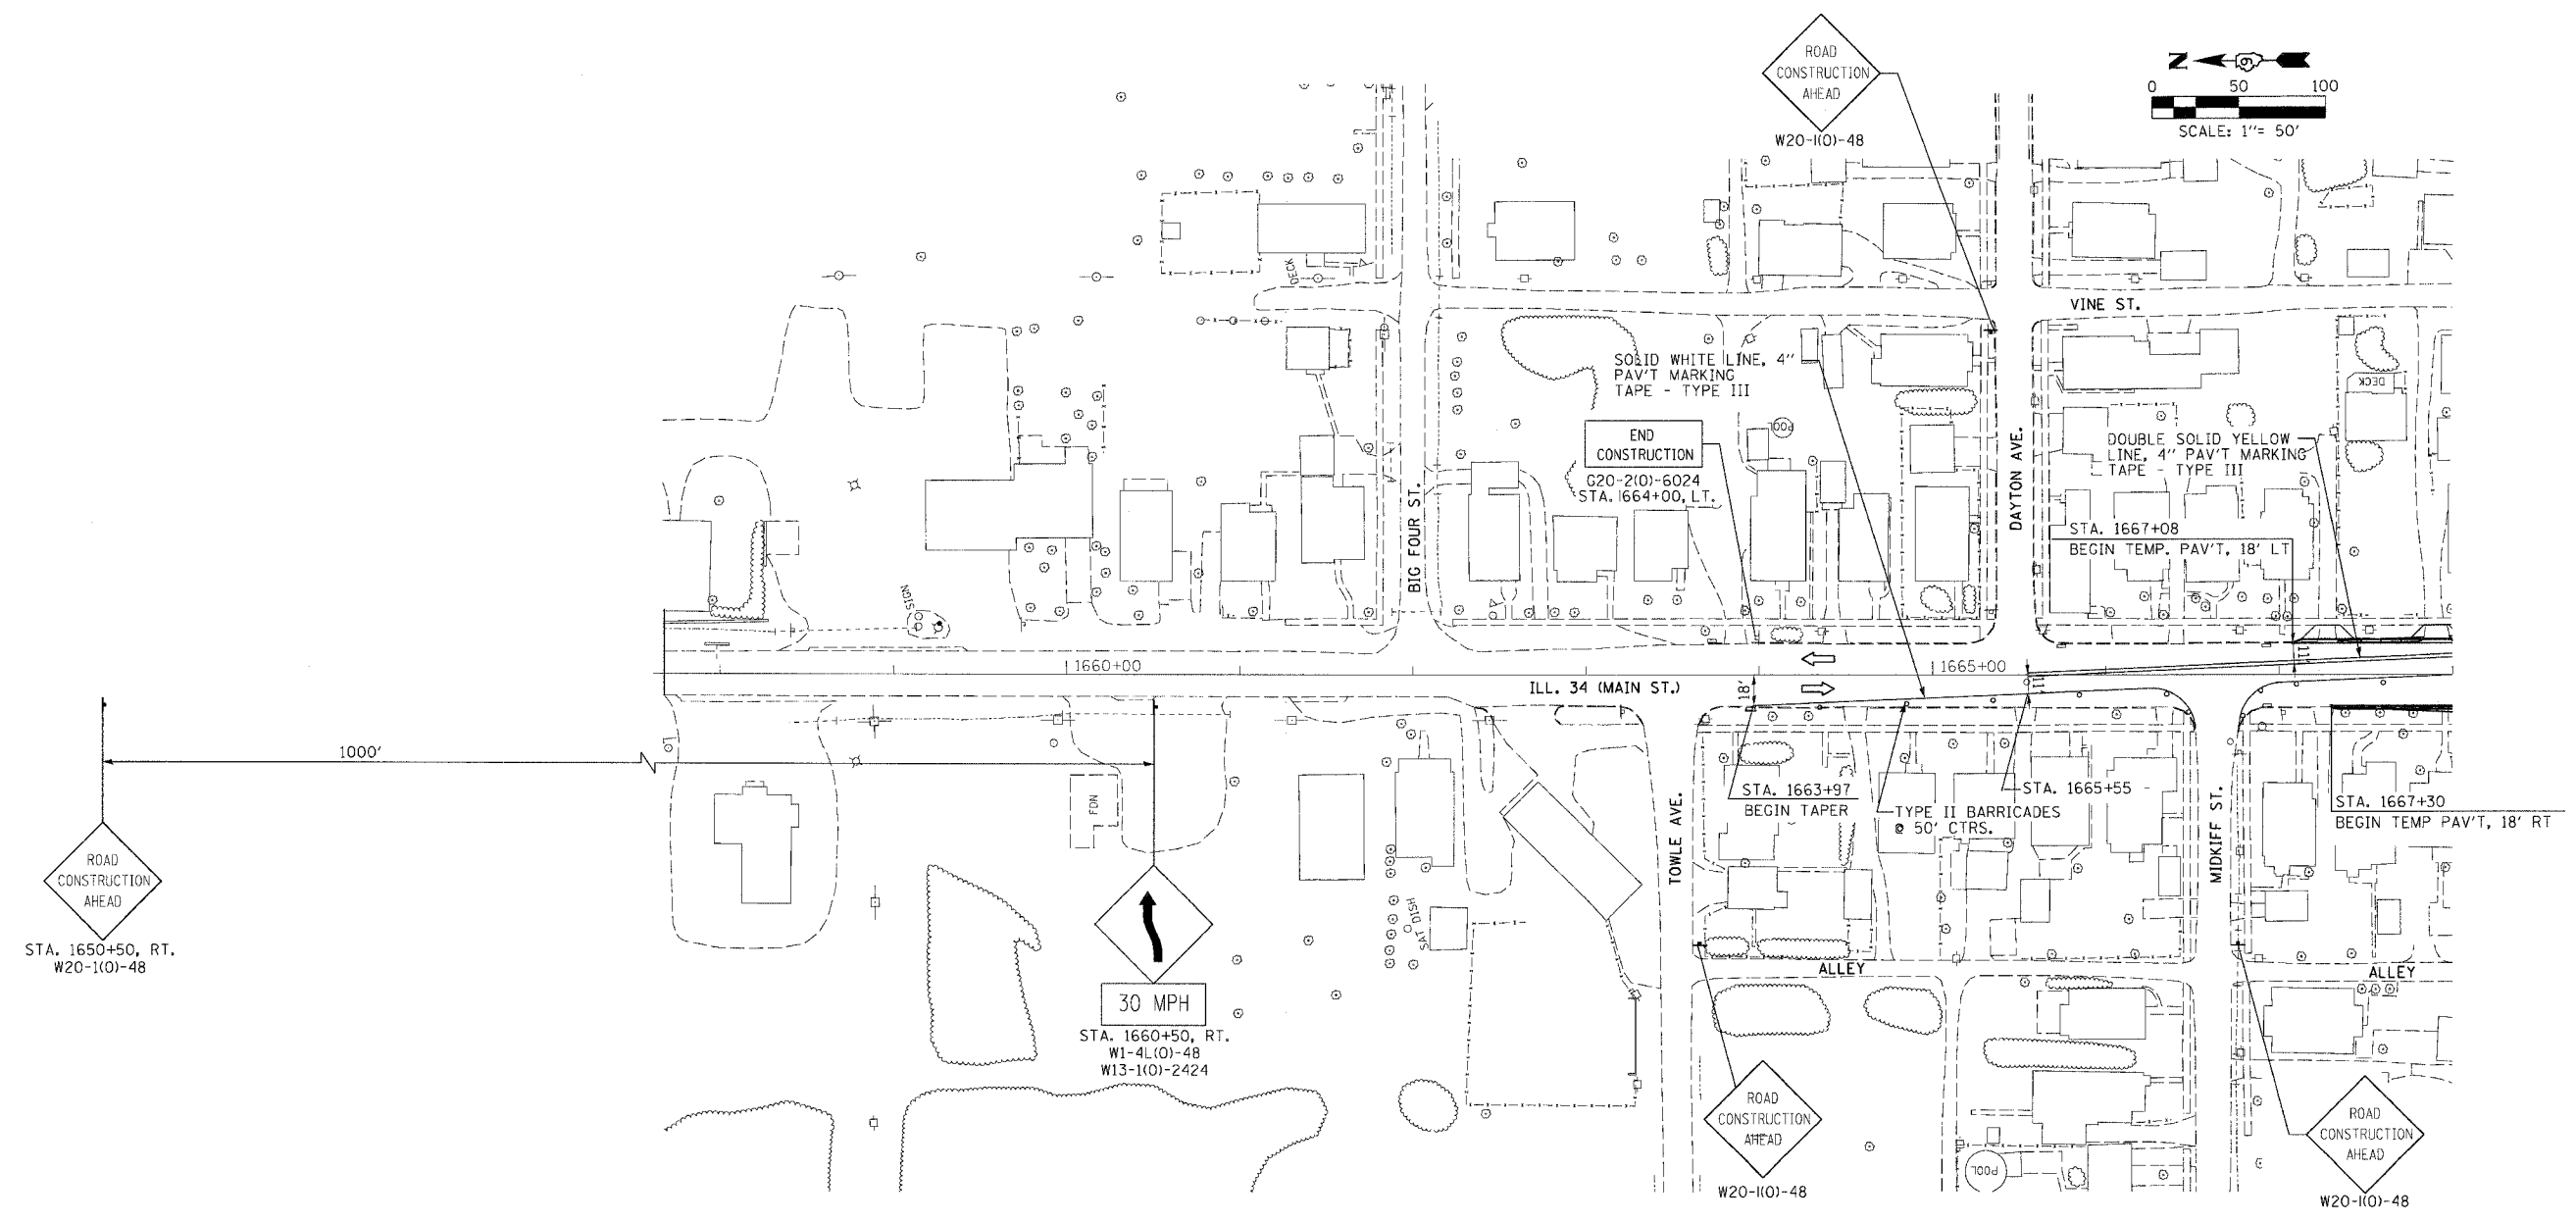 ROAD
CONSTRUCTION
AHEAD
W20-1(O)-48
N
0 50 100
SCALE: 1"= 50'
DECK
VINE ST.
SOLID WHITE LINE, 4"
PAV'T MARKING
TAPE - TYPE III
DECK
END
CONSTRUCTION
G20-2(O)-6024
STA. 1664+00, LT.
POO
DAYTON AVE.
DOUBLE SOLID YELLOW
LINE, 4" PAV'T MARKING
TAPE - TYPE III
BIG FOUR ST.
STA. 1667+08
BEGIN TEMP. PAV'T, 18' LT
SIGN
1660+00
1665+00
11'
ILL. 34 (MAIN ST.)
18'
11'
1000'
STA. 1663+97
BEGIN TAPER
TYPE II BARRICADES
@ 50' CTRS.
STA. 1665+55
STA. 1667+30
BEGIN TEMP PAV'T, 18' RT
FDN
TOWLE AVE.
MIDKIFF ST.
ROAD
CONSTRUCTION
AHEAD
STA. 1650+50, RT.
W20-1(O)-48
SAT DISH
ALLEY
ALLEY
30 MPH
STA. 1660+50, RT.
W1-4L(O)-48
W13-1(O)-2424
ROAD
CONSTRUCTION
AHEAD
W20-1(O)-48
POOL
ROAD
CONSTRUCTION
AHEAD
W20-1(O)-48